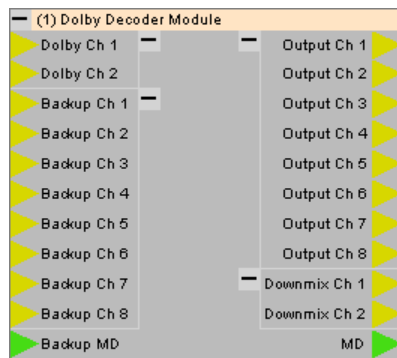 (1) Dolby Decoder Module
Dolby Ch 1 Output Ch 1
Dolby Ch 2 Output Ch 2
Backup Ch 1 Output Ch 3
Backup Ch 2 Output Ch 4
Backup Ch 3 Output Ch 5
Backup Ch 4 Output Ch 6
Backup Ch 5 Output Ch 7
Backup Ch 6 Output Ch 8
Backup Ch 7 Downmix Ch 1
Backup Ch 8 Downmix Ch 2
Backup MD MD